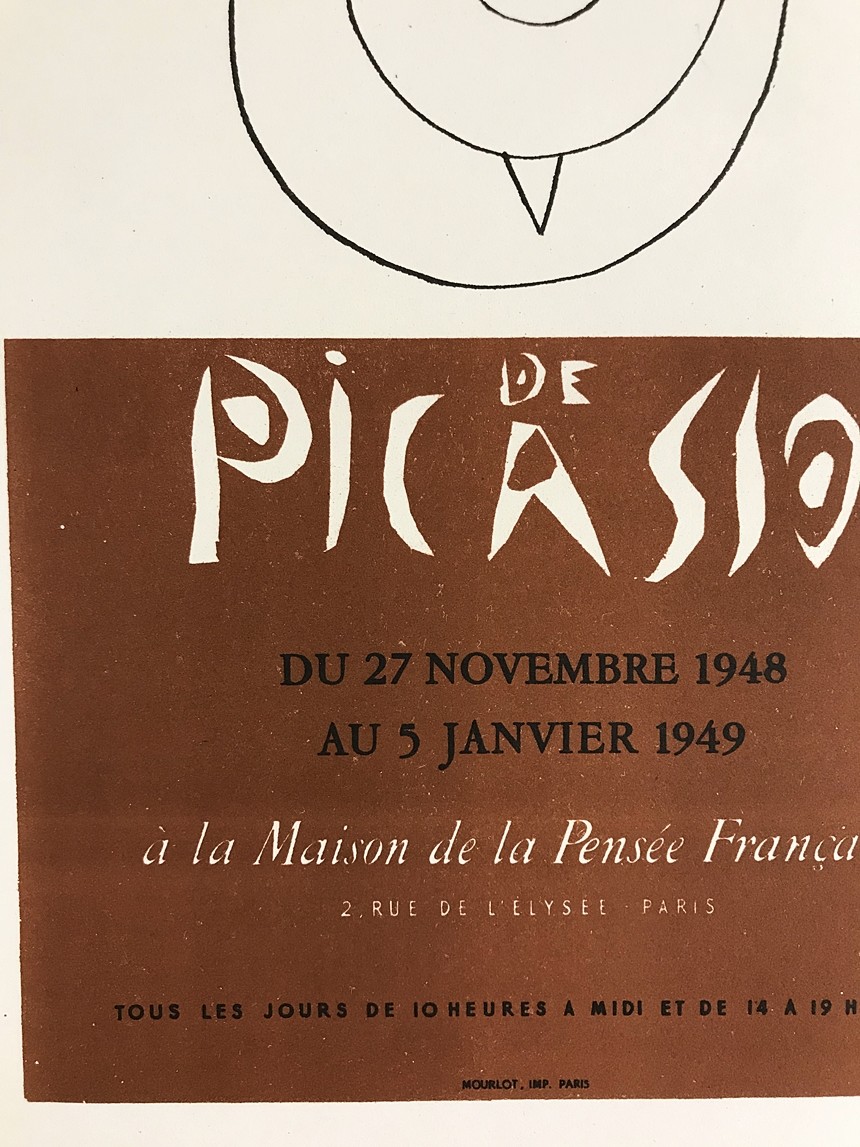 DE
PicASSO
DU 27 NOVEMBRE 1948
AU 5 JANVIER 1949
à la Maison de la Pensée França
2, RUE DE L'ÉLYSÉE - PARIS
TOUS LES JOURS DE 10 HEURES A MIDI ET DE 14 A 19 H
MOURLOT, IMP. PARIS